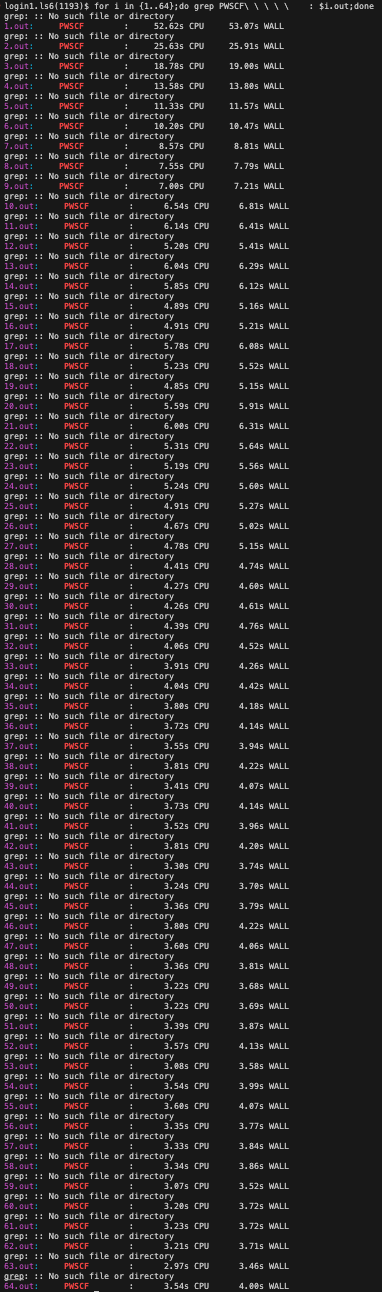 login1.ls6(1193)$ for i in {1..64};do grep PWSCF\ \ \ \ \    : $i.out;done
grep: :: No such file or directory
1.out:     PWSCF        :     52.62s CPU     53.07s WALL
grep: :: No such file or directory
2.out:     PWSCF        :     25.63s CPU     25.91s WALL
grep: :: No such file or directory
3.out:     PWSCF        :     18.78s CPU     19.00s WALL
grep: :: No such file or directory
4.out:     PWSCF        :     13.58s CPU     13.80s WALL
grep: :: No such file or directory
5.out:     PWSCF        :     11.33s CPU     11.57s WALL
grep: :: No such file or directory
6.out:     PWSCF        :     10.20s CPU     10.47s WALL
grep: :: No such file or directory
7.out:     PWSCF        :      8.57s CPU      8.81s WALL
grep: :: No such file or directory
8.out:     PWSCF        :      7.55s CPU      7.79s WALL
grep: :: No such file or directory
9.out:     PWSCF        :      7.00s CPU      7.21s WALL
grep: :: No such file or directory
10.out:     PWSCF        :      6.54s CPU      6.81s WALL
grep: :: No such file or directory
11.out:     PWSCF        :      6.14s CPU      6.41s WALL
grep: :: No such file or directory
12.out:     PWSCF        :      5.20s CPU      5.41s WALL
grep: :: No such file or directory
13.out:     PWSCF        :      6.04s CPU      6.29s WALL
grep: :: No such file or directory
14.out:     PWSCF        :      5.85s CPU      6.12s WALL
grep: :: No such file or directory
15.out:     PWSCF        :      4.89s CPU      5.16s WALL
grep: :: No such file or directory
16.out:     PWSCF        :      4.91s CPU      5.21s WALL
grep: :: No such file or directory
17.out:     PWSCF        :      5.78s CPU      6.08s WALL
grep: :: No such file or directory
18.out:     PWSCF        :      5.23s CPU      5.52s WALL
grep: :: No such file or directory
19.out:     PWSCF        :      4.85s CPU      5.15s WALL
grep: :: No such file or directory
20.out:     PWSCF        :      5.59s CPU      5.91s WALL
grep: :: No such file or directory
21.out:     PWSCF        :      6.00s CPU      6.31s WALL
grep: :: No such file or directory
22.out:     PWSCF        :      5.31s CPU      5.64s WALL
grep: :: No such file or directory
23.out:     PWSCF        :      5.19s CPU      5.56s WALL
grep: :: No such file or directory
24.out:     PWSCF        :      5.24s CPU      5.60s WALL
grep: :: No such file or directory
25.out:     PWSCF        :      4.91s CPU      5.27s WALL
grep: :: No such file or directory
26.out:     PWSCF        :      4.67s CPU      5.02s WALL
grep: :: No such file or directory
27.out:     PWSCF        :      4.78s CPU      5.15s WALL
grep: :: No such file or directory
28.out:     PWSCF        :      4.41s CPU      4.74s WALL
grep: :: No such file or directory
29.out:     PWSCF        :      4.27s CPU      4.60s WALL
grep: :: No such file or directory
30.out:     PWSCF        :      4.26s CPU      4.61s WALL
grep: :: No such file or directory
31.out:     PWSCF        :      4.39s CPU      4.76s WALL
grep: :: No such file or directory
32.out:     PWSCF        :      4.06s CPU      4.52s WALL
grep: :: No such file or directory
33.out:     PWSCF        :      3.91s CPU      4.26s WALL
grep: :: No such file or directory
34.out:     PWSCF        :      4.04s CPU      4.42s WALL
grep: :: No such file or directory
35.out:     PWSCF        :      3.80s CPU      4.18s WALL
grep: :: No such file or directory
36.out:     PWSCF        :      3.72s CPU      4.14s WALL
grep: :: No such file or directory
37.out:     PWSCF        :      3.55s CPU      3.94s WALL
grep: :: No such file or directory
38.out:     PWSCF        :      3.81s CPU      4.22s WALL
grep: :: No such file or directory
39.out:     PWSCF        :      3.41s CPU      4.07s WALL
grep: :: No such file or directory
40.out:     PWSCF        :      3.73s CPU      4.14s WALL
grep: :: No such file or directory
41.out:     PWSCF        :      3.52s CPU      3.96s WALL
grep: :: No such file or directory
42.out:     PWSCF        :      3.81s CPU      4.20s WALL
grep: :: No such file or directory
43.out:     PWSCF        :      3.30s CPU      3.74s WALL
grep: :: No such file or directory
44.out:     PWSCF        :      3.24s CPU      3.70s WALL
grep: :: No such file or directory
45.out:     PWSCF        :      3.36s CPU      3.79s WALL
grep: :: No such file or directory
46.out:     PWSCF        :      3.80s CPU      4.22s WALL
grep: :: No such file or directory
47.out:     PWSCF        :      3.60s CPU      4.06s WALL
grep: :: No such file or directory
48.out:     PWSCF        :      3.36s CPU      3.81s WALL
grep: :: No such file or directory
49.out:     PWSCF        :      3.22s CPU      3.68s WALL
grep: :: No such file or directory
50.out:     PWSCF        :      3.22s CPU      3.69s WALL
grep: :: No such file or directory
51.out:     PWSCF        :      3.39s CPU      3.87s WALL
grep: :: No such file or directory
52.out:     PWSCF        :      3.57s CPU      4.13s WALL
grep: :: No such file or directory
53.out:     PWSCF        :      3.08s CPU      3.58s WALL
grep: :: No such file or directory
54.out:     PWSCF        :      3.54s CPU      3.99s WALL
grep: :: No such file or directory
55.out:     PWSCF        :      3.60s CPU      4.07s WALL
grep: :: No such file or directory
56.out:     PWSCF        :      3.35s CPU      3.77s WALL
grep: :: No such file or directory
57.out:     PWSCF        :      3.33s CPU      3.84s WALL
grep: :: No such file or directory
58.out:     PWSCF        :      3.34s CPU      3.86s WALL
grep: :: No such file or directory
59.out:     PWSCF        :      3.07s CPU      3.52s WALL
grep: :: No such file or directory
60.out:     PWSCF        :      3.20s CPU      3.72s WALL
grep: :: No such file or directory
61.out:     PWSCF        :      3.23s CPU      3.72s WALL
grep: :: No such file or directory
62.out:     PWSCF        :      3.21s CPU      3.71s WALL
grep: :: No such file or directory
63.out:     PWSCF        :      2.97s CPU      3.46s WALL
grep: :: No such file or directory
64.out:     PWSCF        :      3.54s CPU      4.00s WALL